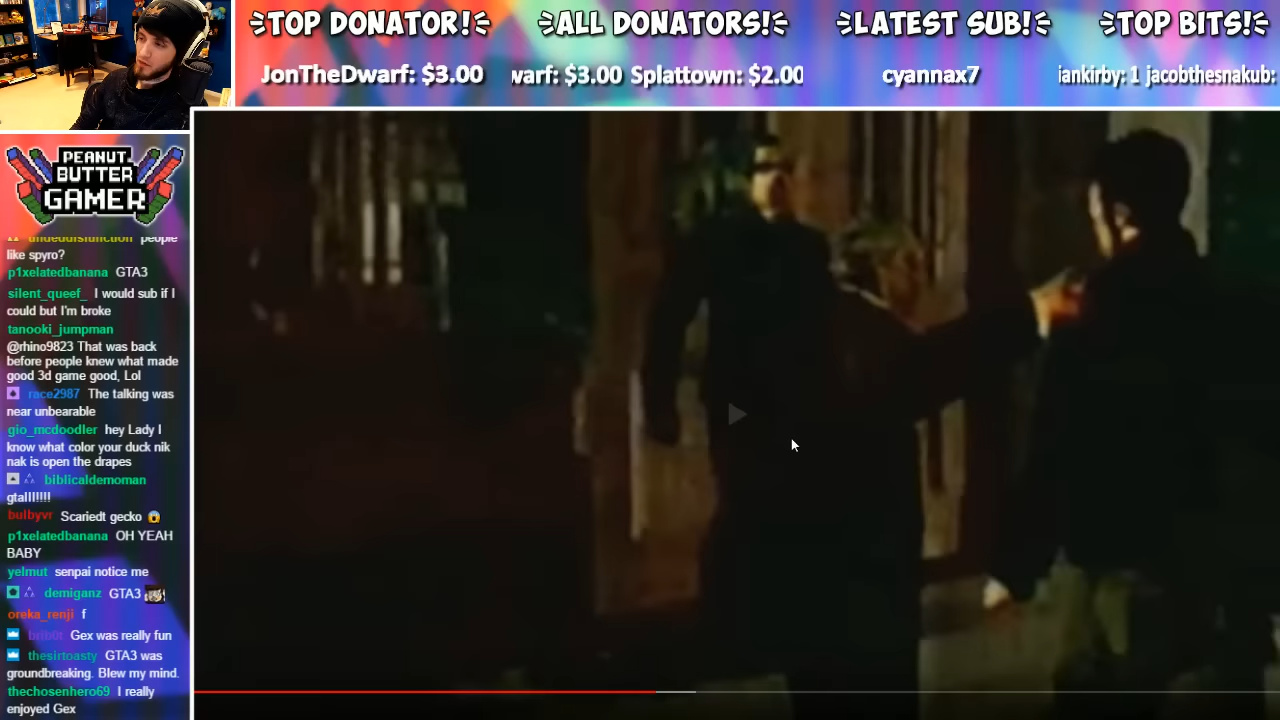 TOP DONATOR!
ALL DONATORS!
LATEST SUB!
TOP BITS!
JonTheDwarf: $3.00
warf: $3.00 Splattown: $2.00
cyannax7
iankirby: 1 jacobthesnakub:
PEANUT
BUTTER
GAMER
people
like spyro?
p1xelatedbanana GTA3
silent_queef_ I would sub if I
could but I'm broke
tanooki_jumpman
@rhino9823 That was back
before people knew what made
good 3d game good, Lol
race2987 The talking was
near unbearable
gio_mcdoodler hey Lady I
know what color your duck nik
nak is open the drapes
biblicaldemoman
gtaIII!!!!
bulbyvr Scariedt gecko 😱
p1xelatedbanana OH YEAH
BABY
yelmut senpai notice me
demiganz GTA3
oreka_renji f
Gex was really fun
thesirtoasty GTA3 was
groundbreaking. Blew my mind.
thechosenhero69 I really
enjoyed Gex